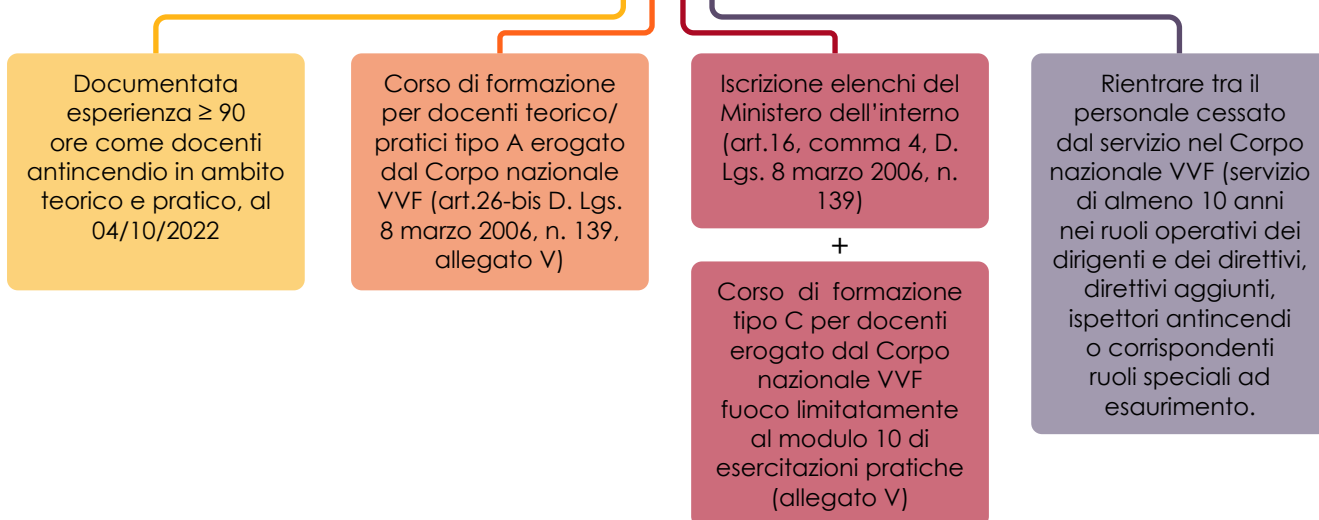 Documentata
esperienza ≥ 90
ore come docenti
antincendio in ambito
teorico e pratico, al
04/10/2022
Corso di formazione
per docenti teorico/
pratici tipo A erogato
dal Corpo nazionale
VVF (art.26-bis D. Lgs.
8 marzo 2006, n. 139,
allegato V)
Iscrizione elenchi del
Ministero dell'interno
(art.16, comma 4, D.
Lgs. 8 marzo 2006, n.
139)
+
Corso di formazione
tipo C per docenti
erogato dal Corpo
nazionale VVF
fuoco limitatamente
al modulo 10 di
esercitazioni pratiche
(allegato V)
Rientrare tra il
personale cessato
dal servizio nel Corpo
nazionale VVF (servizio
di almeno 10 anni
nei ruoli operativi dei
dirigenti e dei direttivi,
direttivi aggiunti,
ispettori antincendi
o corrispondenti
ruoli speciali ad
esaurimento.